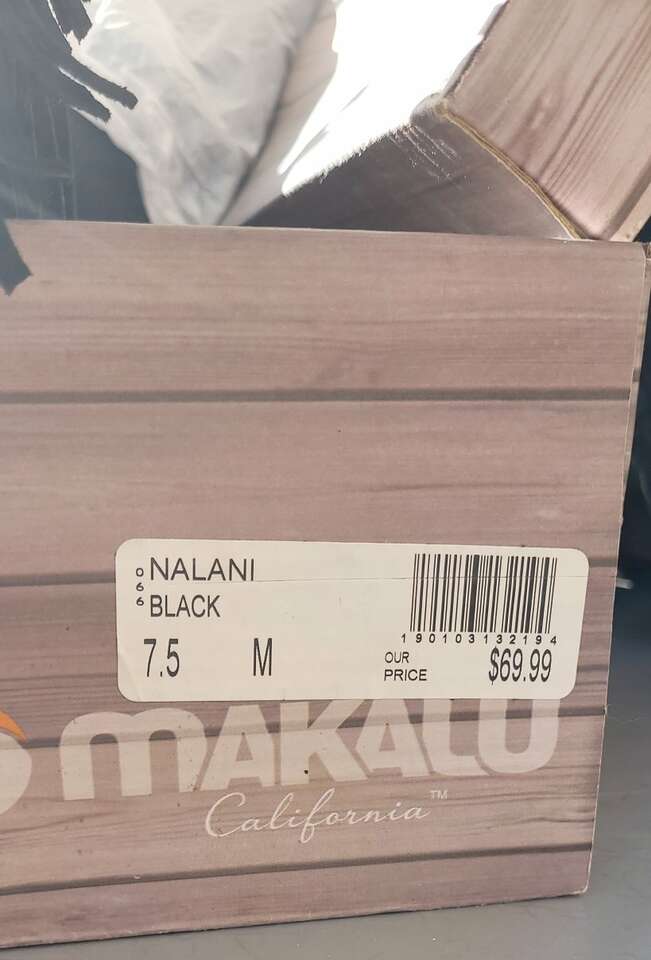 066
NALANI
BLACK
7.5 M
190103132194
OUR PRICE $69.99
MAKALU
California™